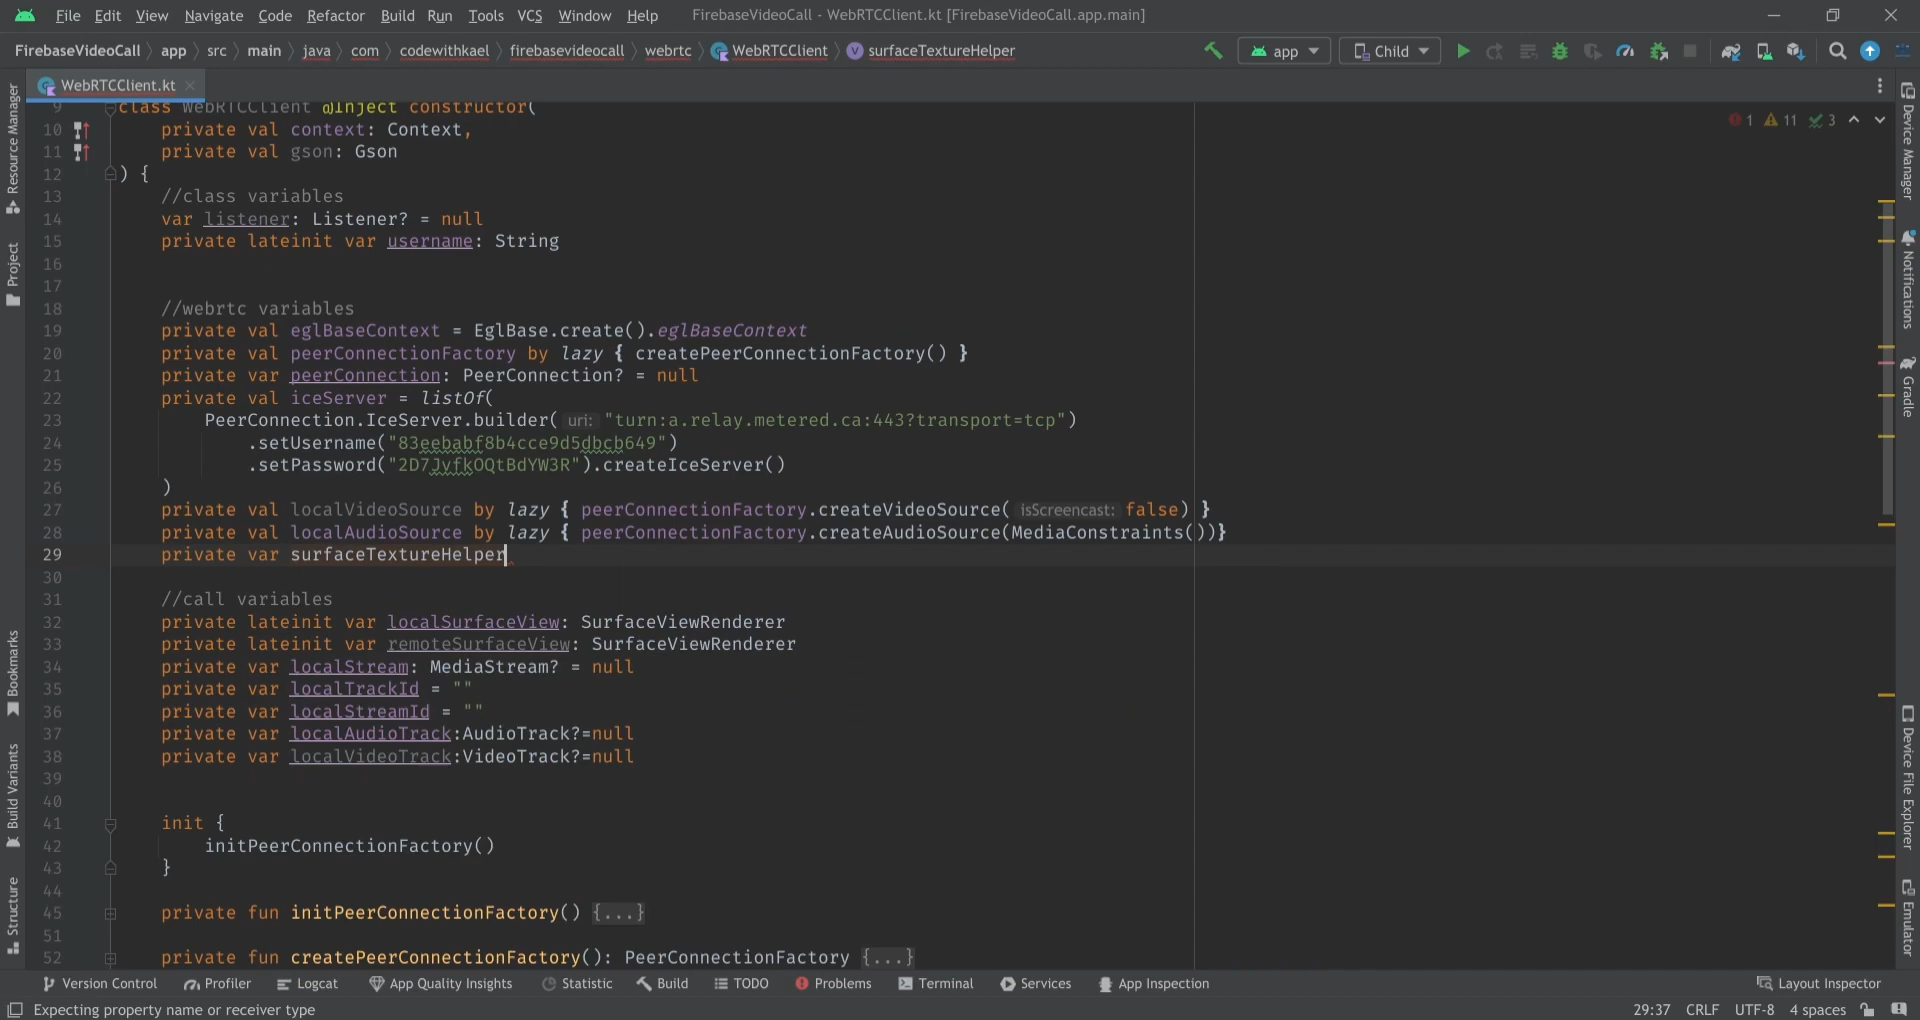 File Edit View Navigate Code Refactor Build Run Tools VCS Window Help FirebaseVideoCall - WebRTCClient.kt [FirebaseVideoCall.app.main]
FirebaseVideoCall app src main java com codewithkael firebasevideocall webrtc WebRTCClient surfaceTextureHelper app Child
WebRTCClient.kt
9 class WebRTCClient @Inject constructor(
10 private val context: Context,
11 private val gson: Gson
12 ) {
13 //class variables
14 var listener: Listener? = null
15 private lateinit var username: String
16
17
18 //webrtc variables
19 private val eglBaseContext = EglBase.create().eglBaseContext
20 private val peerConnectionFactory by lazy { createPeerConnectionFactory() }
21 private var peerConnection: PeerConnection? = null
22 private val iceServer = listOf(
23 PeerConnection.IceServer.builder( uri: "turn:a.relay.metered.ca:443?transport=tcp")
24 .setUsername("83eebabf8b4cce9d5dbcb649")
25 .setPassword("2D7JvfkOQtBdYW3R").createIceServer()
26 )
27 private val localVideoSource by lazy { peerConnectionFactory.createVideoSource( isScreencast: false) }
28 private val localAudioSource by lazy { peerConnectionFactory.createAudioSource(MediaConstraints())}
29 private var surfaceTextureHelper
30
31 //call variables
32 private lateinit var localSurfaceView: SurfaceViewRenderer
33 private lateinit var remoteSurfaceView: SurfaceViewRenderer
34 private var localStream: MediaStream? = null
35 private var localTrackId = ""
36 private var localStreamId = ""
37 private var localAudioTrack:AudioTrack?=null
38 private var localVideoTrack:VideoTrack?=null
39
40
41 init {
42 initPeerConnectionFactory()
43 }
44
45 private fun initPeerConnectionFactory() {...}
51
52 private fun createPeerConnectionFactory(): PeerConnectionFactory {...}
1 11 3
Resource Manager
Project
Bookmarks
Build Variants
Structure
Device Manager
Notifications
Gradle
Device File Explorer
Emulator
Version Control Profiler Logcat App Quality Insights Statistic Build TODO Problems Terminal Services App Inspection Layout Inspector
Expecting property name or receiver type 29:37 CRLF UTF-8 4 spaces